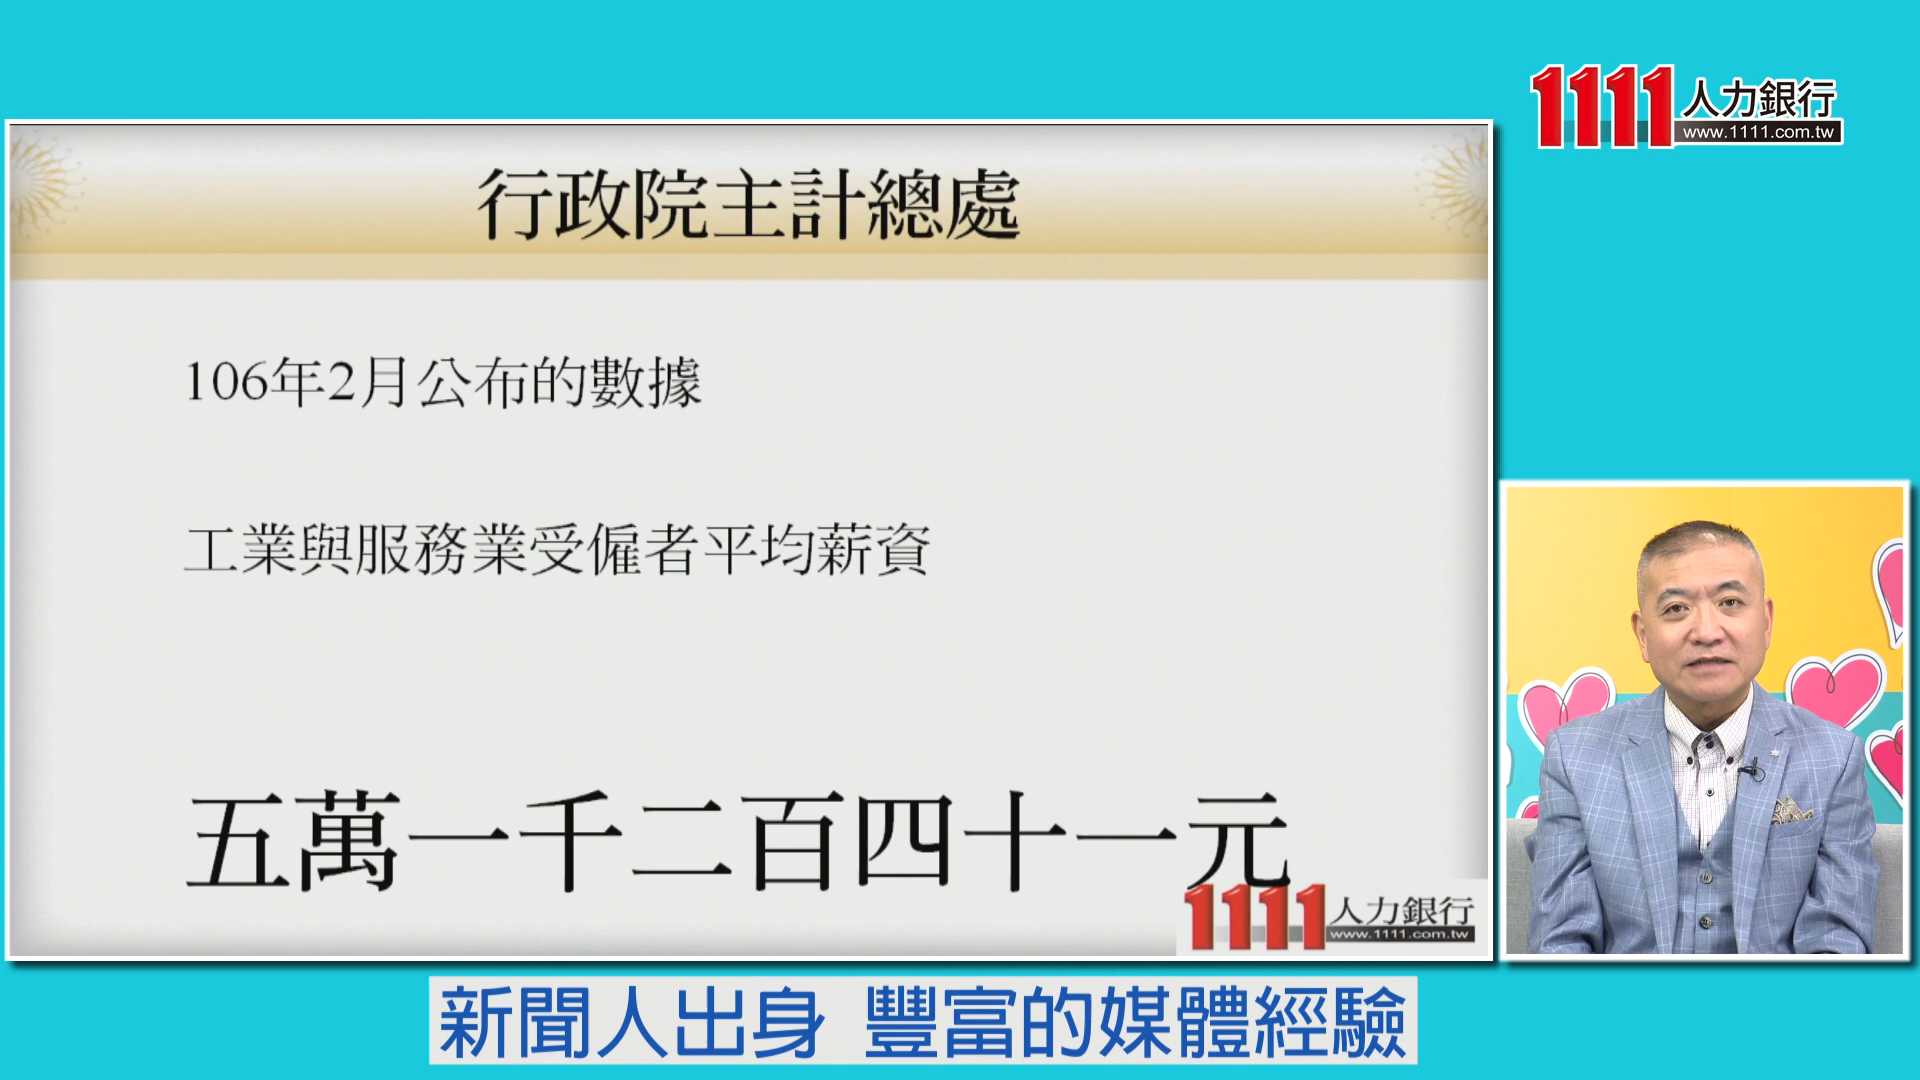 1111人力銀行
www.1111.com.tw
行政院主計總處
106年2月公布的數據
工業與服務業受僱者平均薪資
五萬一千二百四十一元
1111人力銀行
www.1111.com.tw
新聞人出身 豐富的媒體經驗